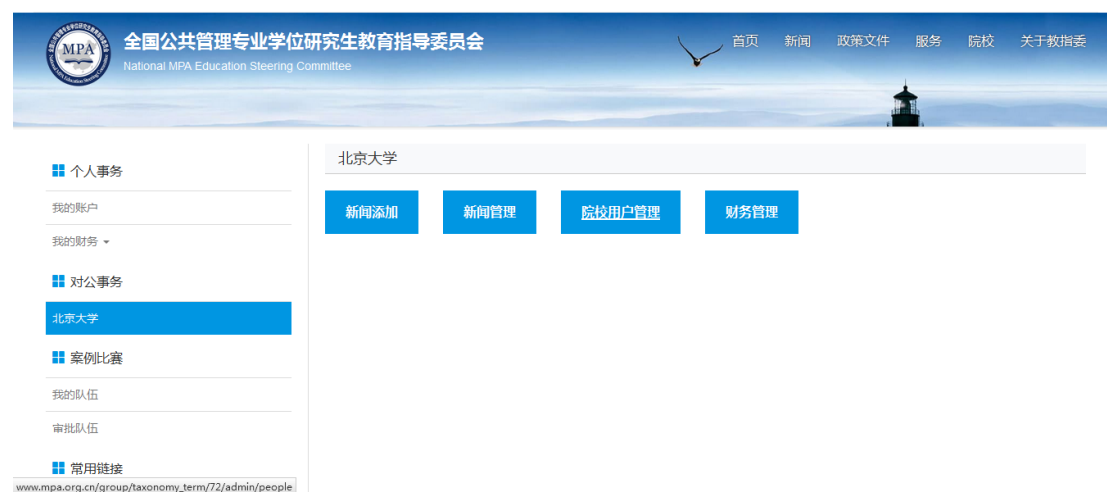 MPA
全国公共管理专业学位研究生教育指导委员会
National MPA Education Steering Committee
首页 新闻 政策文件 服务 院校 关于教指委
个人事务
我的账户
我的财务
对公事务
北京大学
案例比赛
我的队伍
审批队伍
常用链接
北京大学
新闻添加 新闻管理 院校用户管理 财务管理
www.mpa.org.cn/group/taxonomy_term/72/admin/people